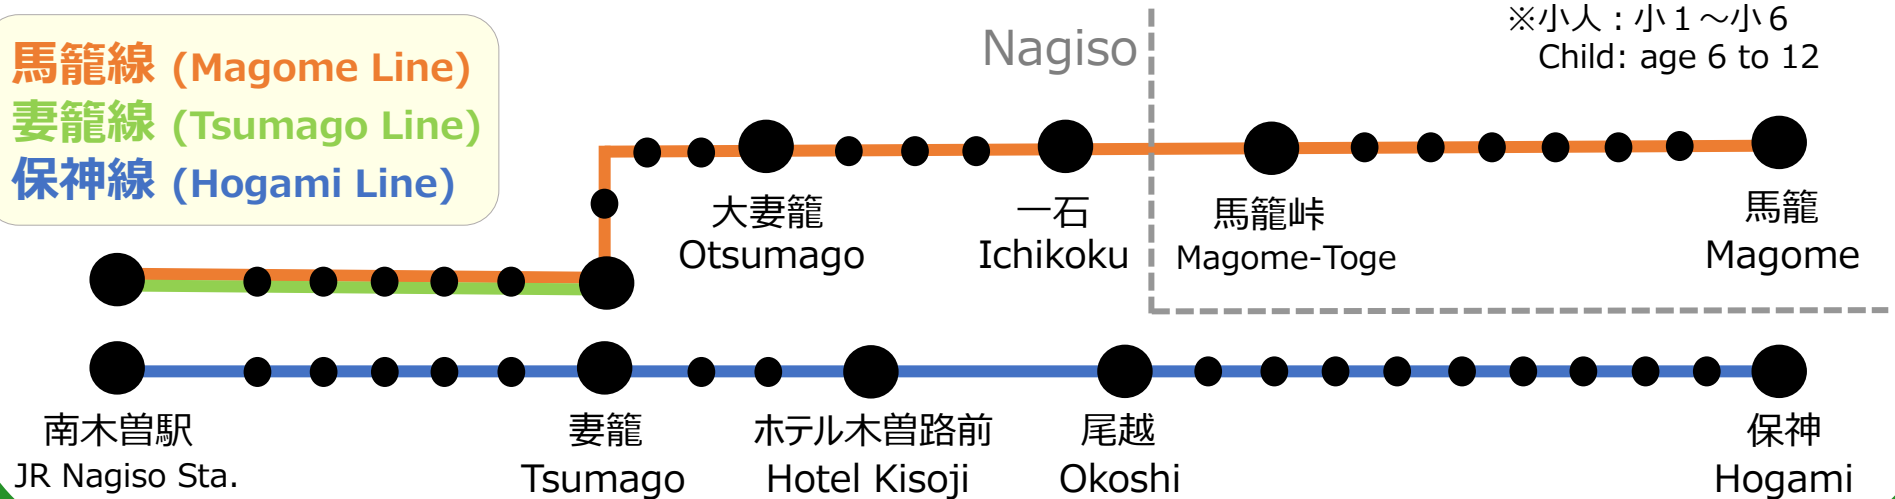 馬籠線 (Magome Line)
妻籠線 (Tsumago Line)
保神線 (Hogami Line)
Nagiso
※小人：小１～小６
Child: age 6 to 12
大妻籠
Otsumago
一石
Ichikoku
馬籠峠
Magome-Toge
馬籠
Magome
南木曽駅
JR Nagiso Sta.
妻籠
Tsumago
ホテル木曽路前
Hotel Kisoji
尾越
Okoshi
保神
Hogami